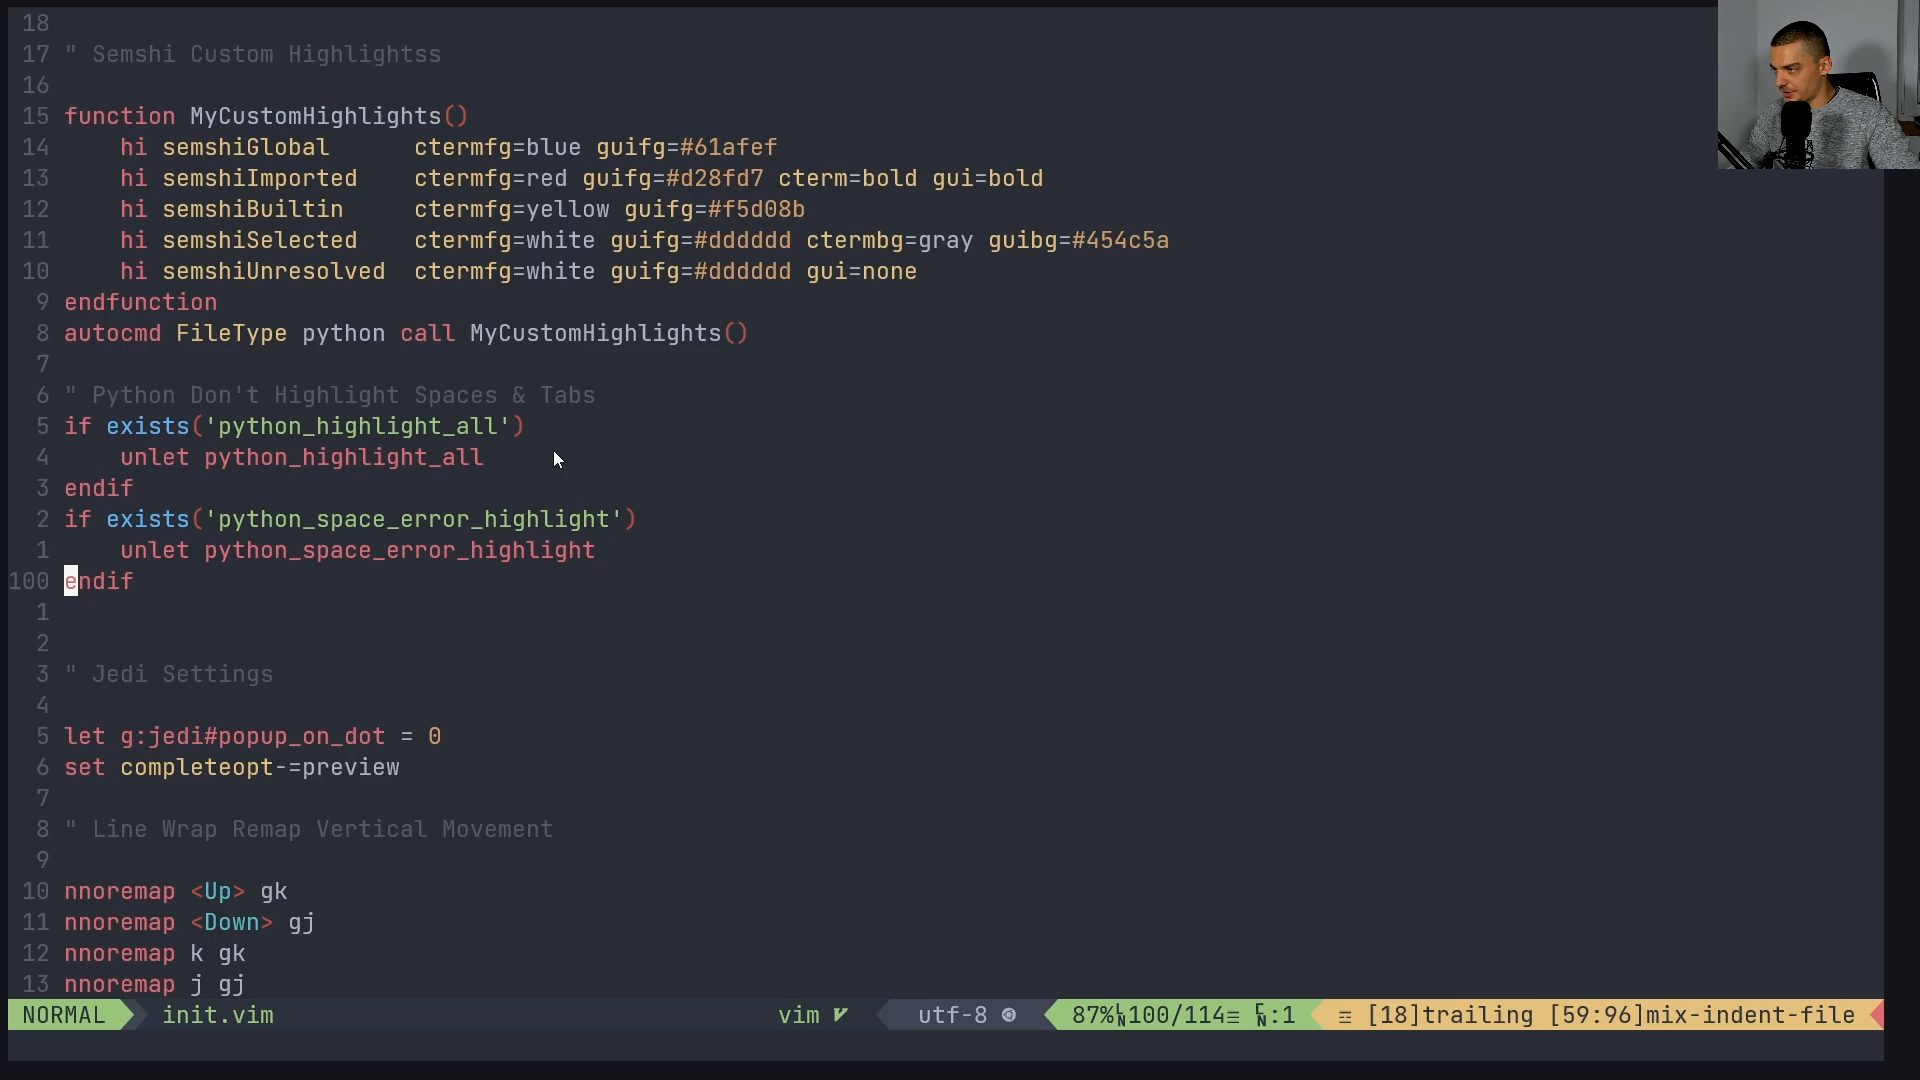 18
17 " Semshi Custom Highlightss
16
15 function MyCustomHighlights()
14     hi semshiGlobal      ctermfg=blue guifg=#61afef
13     hi semshiImported    ctermfg=red guifg=#d28fd7 cterm=bold gui=bold
12     hi semshiBuiltin     ctermfg=yellow guifg=#f5d08b
11     hi semshiSelected    ctermfg=white guifg=#dddddd ctermbg=gray guibg=#454c5a
10     hi semshiUnresolved  ctermfg=white guifg=#dddddd gui=none
9 endfunction
8 autocmd FileType python call MyCustomHighlights()
7
6 " Python Don't Highlight Spaces & Tabs
5 if exists('python_highlight_all')
4     unlet python_highlight_all
3 endif
2 if exists('python_space_error_highlight')
1     unlet python_space_error_highlight
100 endif
1
2
3 " Jedi Settings
4
5 let g:jedi#popup_on_dot = 0
6 set completeopt-=preview
7
8 " Line Wrap Remap Vertical Movement
9
10 nnoremap <Up> gk
11 nnoremap <Down> gj
12 nnoremap k gk
13 nnoremap j gj
NORMAL init.vim vim utf-8 87% 100/114 :1 [18]trailing [59:96]mix-indent-file